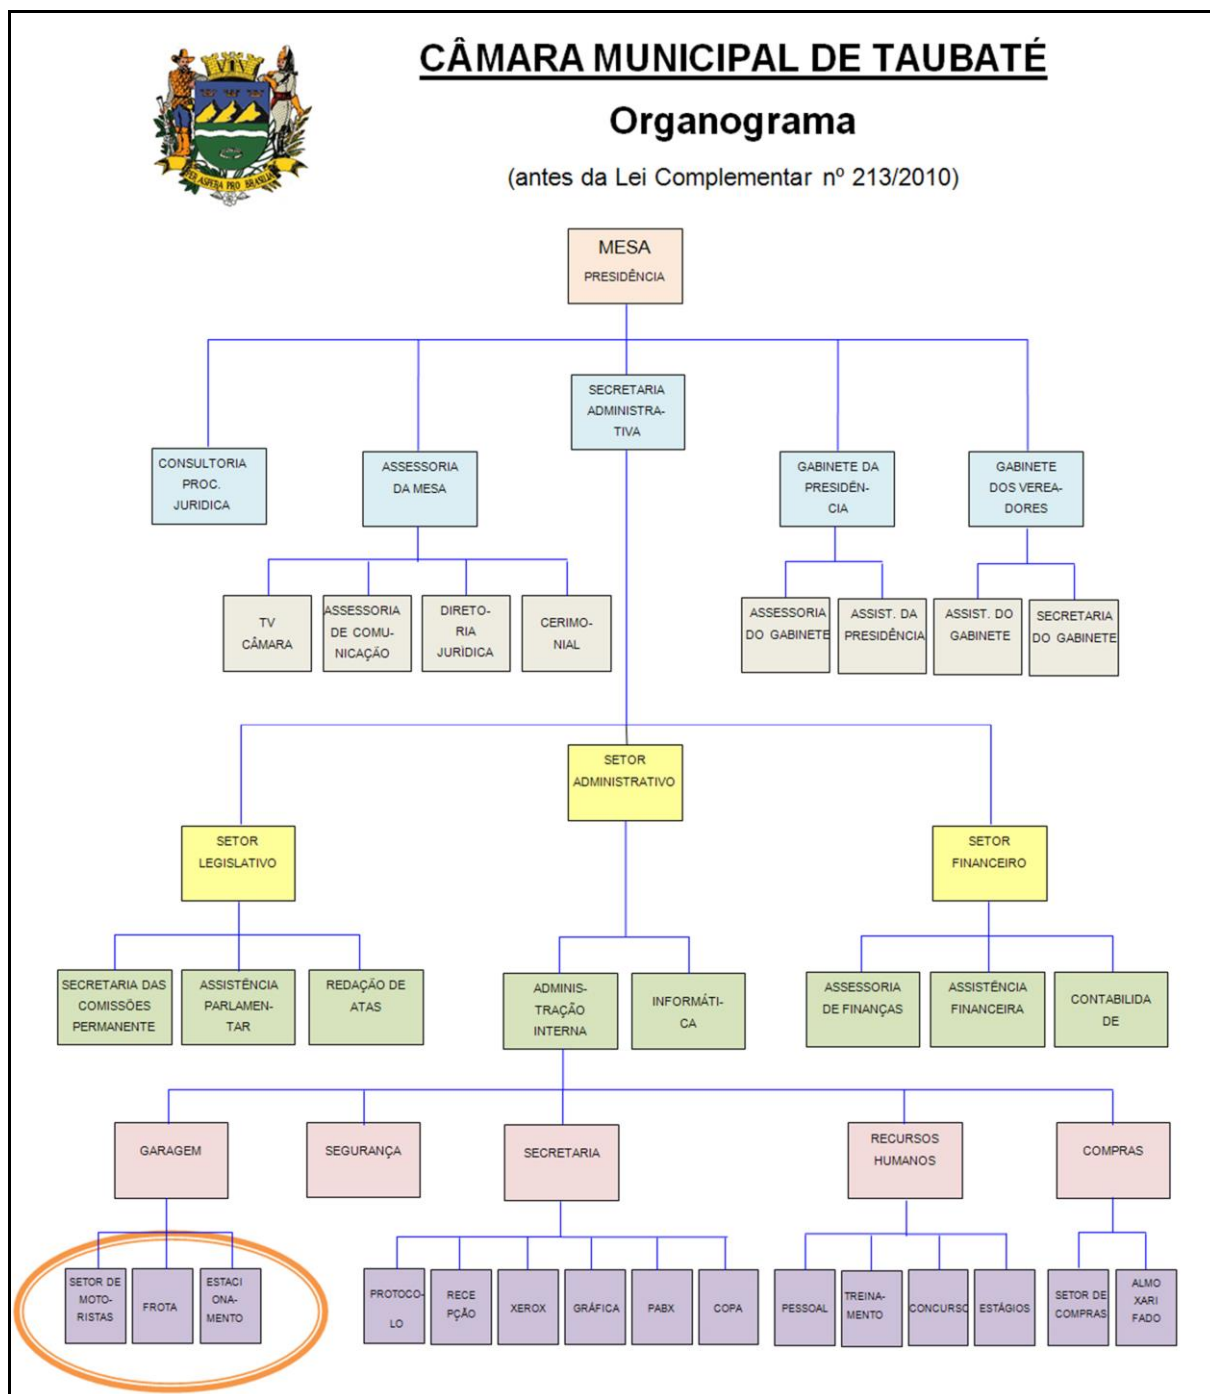 CÂMARA MUNICIPAL DE TAUBATÉ
Organograma
(antes da Lei Complementar nº 213/2010)
PER ASPERA PRO BRASILIA
MESA
PRESIDÊNCIA
SECRETARIA
ADMINISTRA-
TIVA
CONSULTORIA
PROC.
JURIDICA
ASSESSORIA
DA MESA
GABINETE DA
PRESIDÊN-
CIA
GABINETE
DOS VEREA-
DORES
TV
CÂMARA
ASSESSORIA
DE COMU-
NICAÇÃO
DIRETO-
RIA
JURÍDICA
CERIMO-
NIAL
ASSESSORIA
DO GABINETE
ASSIST. DA
PRESIDÊNCIA
ASSIST. DO
GABINETE
SECRETARIA
DO GABINETE
SETOR
ADMINISTRATIVO
SETOR
LEGISLATIVO
SETOR
FINANCEIRO
SECRETARIA DAS
COMISSÕES
PERMANENTE
ASSISTÊNCIA
PARLAMEN-
TAR
REDAÇÃO DE
ATAS
ADMINIS-
TRAÇÃO
INTERNA
INFORMÁTI-
CA
ASSESSORIA
DE FINANÇAS
ASSISTÊNCIA
FINANCEIRA
CONTABILIDA
DE
GARAGEM
SEGURANÇA
SECRETARIA
RECURSOS
HUMANOS
COMPRAS
SETOR DE
MOTO-
RISTAS
FROTA
ESTACI
ONA-
MENTO
PROTOCO-
LO
RECE
PÇÃO
XEROX
GRÁFICA
PABX
COPA
PESSOAL
TREINA-
MENTO
CONCURSO
ESTÁGIOS
SETOR DE
COMPRAS
ALMO
XARI
FADO